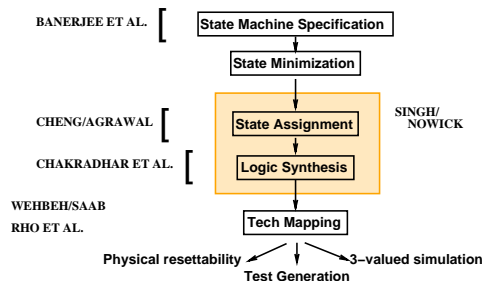 BANERJEE ET AL.
State Machine Specification
State Minimization
CHENG/AGRAWAL
State Assignment
SINGH/
NOWICK
CHAKRADHAR ET AL.
Logic Synthesis
WEHBEH/SAAB
RHO ET AL.
Tech Mapping
Physical resettability
3-valued simulation
Test Generation